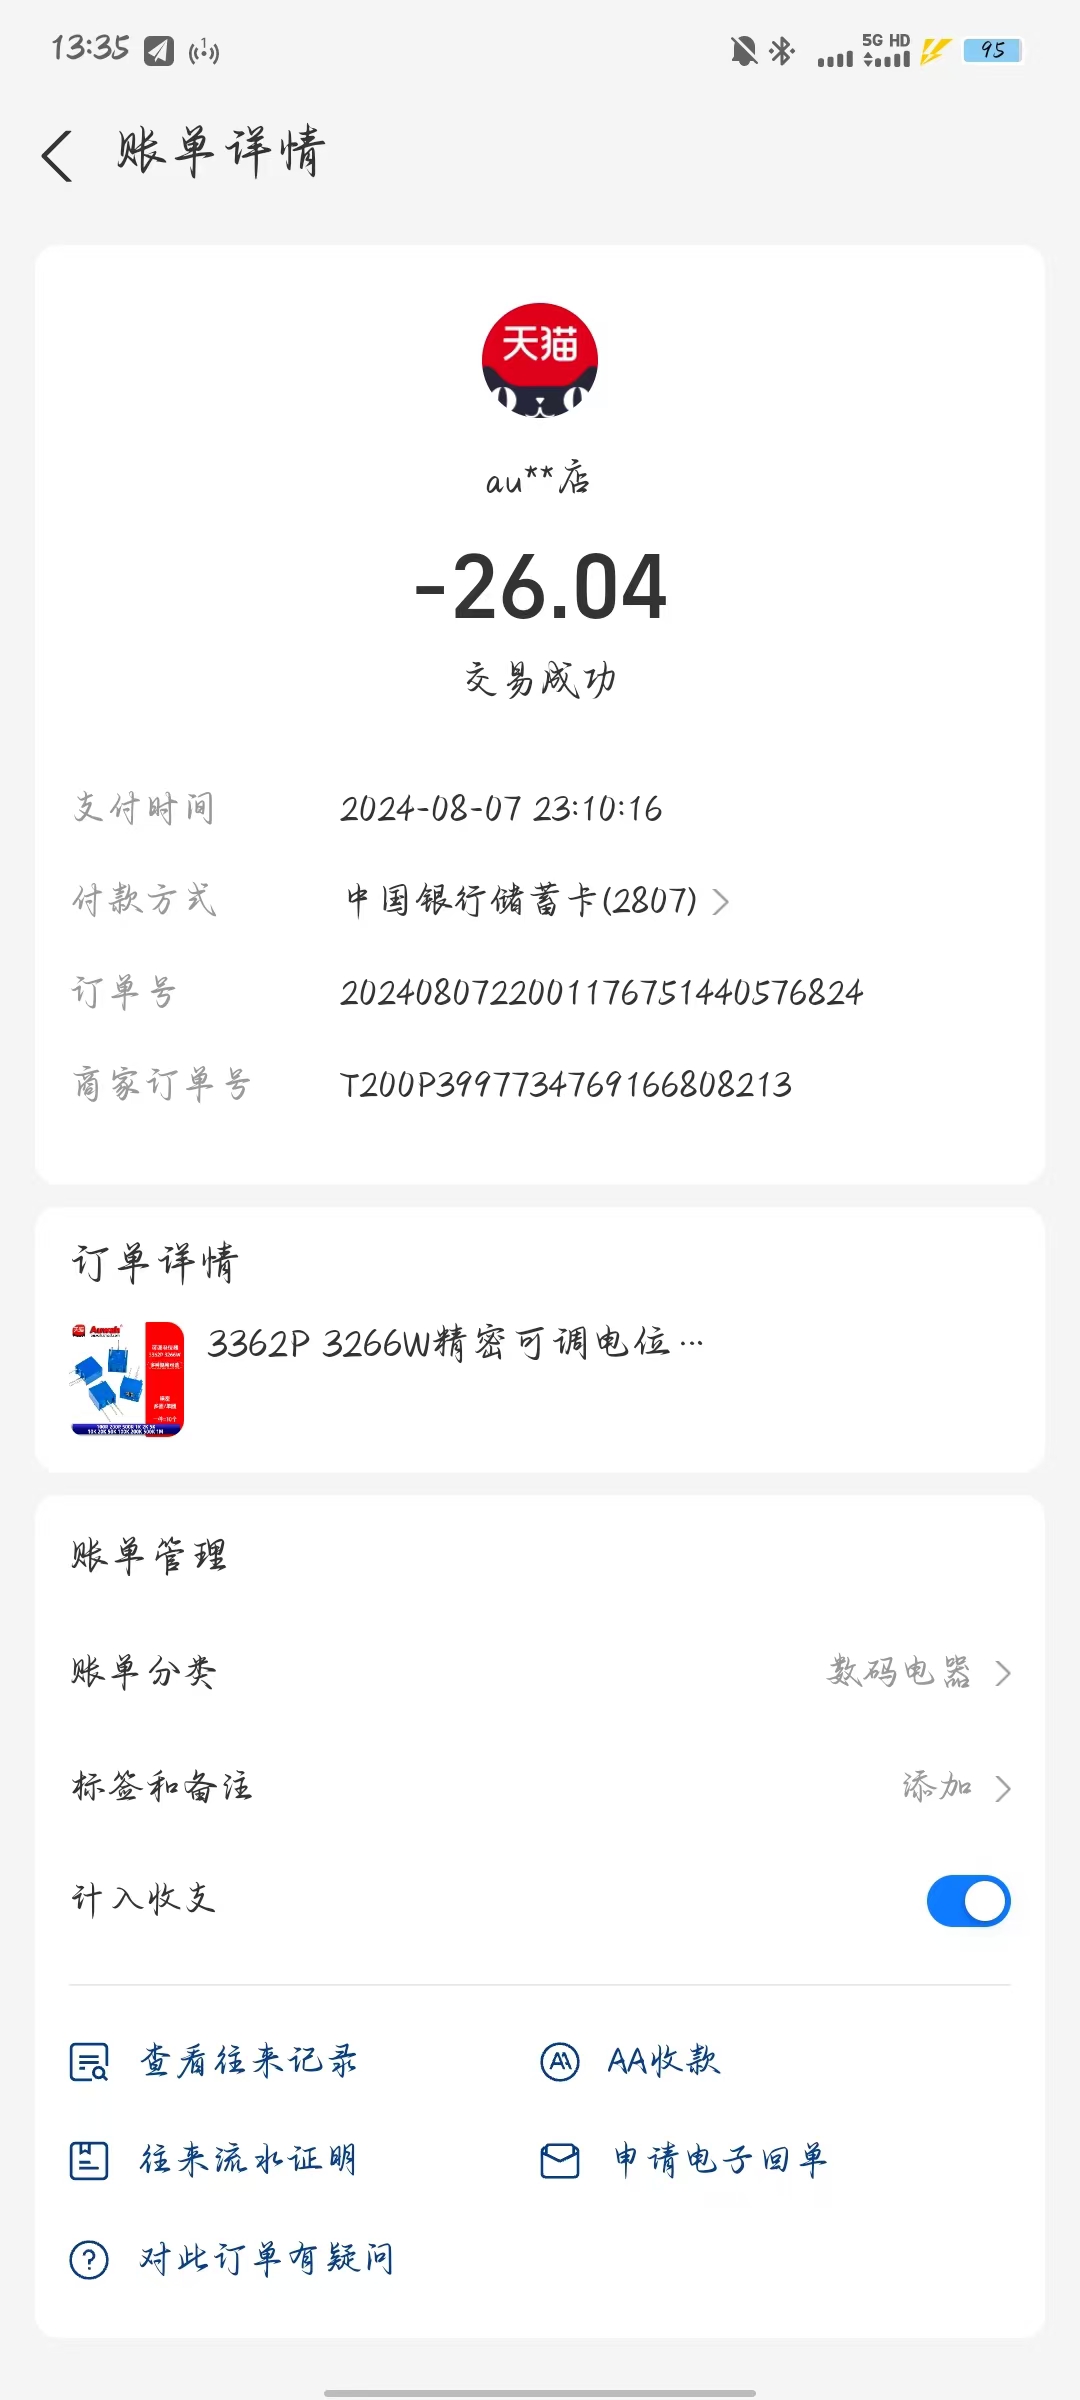 13:35
5G HD
95
账单详情
天猫
au**店
-26.04
交易成功
支付时间 2024-08-07 23:10:16
付款方式 中国银行储蓄卡(2807)
订单号 2024080722001176751440576824
商家订单号 T200P3997734769166808213
订单详情
3362P 3266W精密可调电位…
账单管理
账单分类 数码电器
标签和备注 添加
计入收支
查看往来记录 AA收款
往来流水证明 申请电子回单
对此订单有疑问